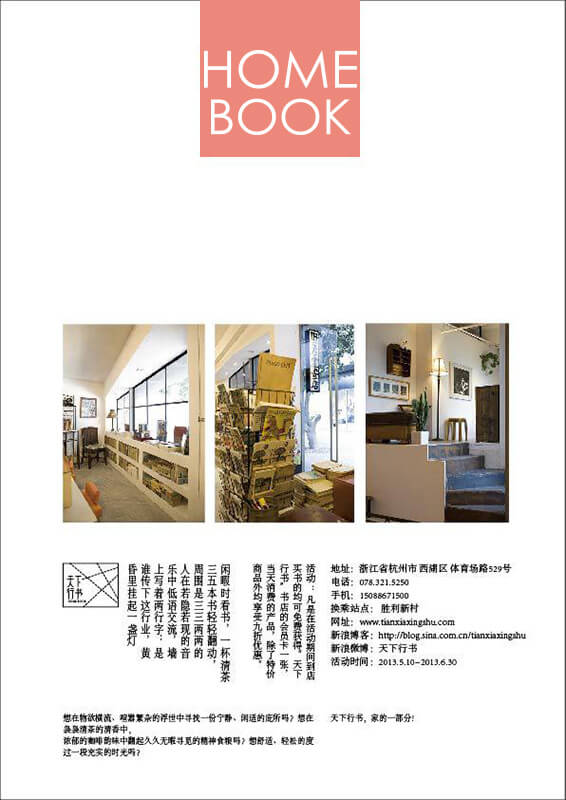 HOME
BOOK
天下
行书
闲暇时看书，一杯清茶
三五本书轻轻翻动，
周围是三三两两的
人在若隐若现的音
乐中低语交流。墙
上写着两行字：是
谁传下这行业，黄
昏里挂起一盏灯
活动：凡是在活动期间到店
买书的均可免费获得，天下
行书”书店的会员卡一张，
当天消费的产品，除了特价
商品外均享受九折优惠。
地址：浙江省杭州市西湖区体育场路529号
电话：078.321.5250
手机：15088671500
换乘站点： 胜利新村
网址：www.tianxiaxingshu.com
新浪博客：http://blog.sina.com.cn/tianxiaxingshu
新浪微博：天下行书
活动时间：2013.5.10-2013.6.30
想在物欲横流、喧嚣繁杂的浮世中寻找一份宁静、闲适的庇所吗？想在
袅袅清茶的清香中，
浓郁的咖啡韵味中翻起久久无暇寻觅的精神食粮吗？想舒适、轻松的度
过一段充实的时光吗？
天下行书，家的一部分！